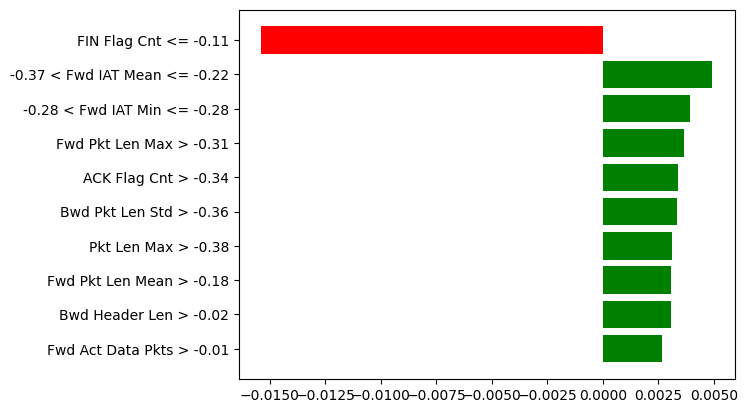 FIN Flag Cnt <= -0.11
-0.37 < Fwd IAT Mean <= -0.22
-0.28 < Fwd IAT Min <= -0.28
Fwd Pkt Len Max > -0.31
ACK Flag Cnt > -0.34
Bwd Pkt Len Std > -0.36
Pkt Len Max > -0.38
Fwd Pkt Len Mean > -0.18
Bwd Header Len > -0.02
Fwd Act Data Pkts > -0.01
−0.0150 −0.0125 −0.0100 −0.0075 −0.0050 −0.0025 0.0000 0.0025 0.0050